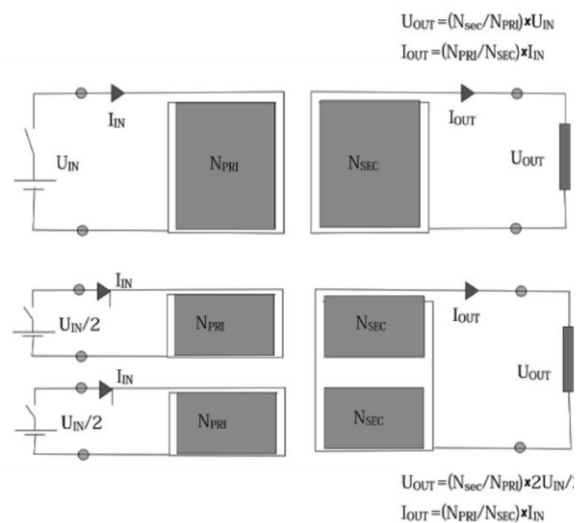 UOUT=(Nsec/NPRI)*UIN
IOUT=(NPRI/NSEC)*IIN
IIN
IOUT
UIN
NPRI
NSEC
UOUT
IIN
UIN/2
NPRI
NSEC
IOUT
IIN
UOUT
UIN/2
NPRI
NSEC
UOUT=(Nsec/NPRI)*2UIN/2
IOUT=(NPRI/NSEC)*IIN